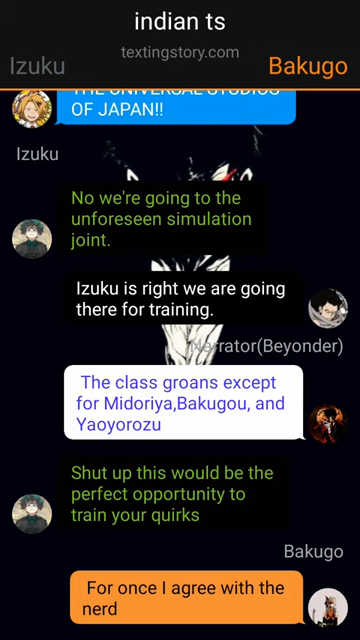 indian ts
textingstory.com
Izuku
Bakugo
THE UNIVERSAL STUDIOS
OF JAPAN!!
Izuku
No we're going to the
unforeseen simulation
joint.
Izuku is right we are going
there for training.
Narrator(Beyonder)
The class groans except
for Midoriya,Bakugou, and
Yaoyorozu
Shut up this would be the
perfect opportunity to
train your quirks
Bakugo
For once I agree with the
nerd